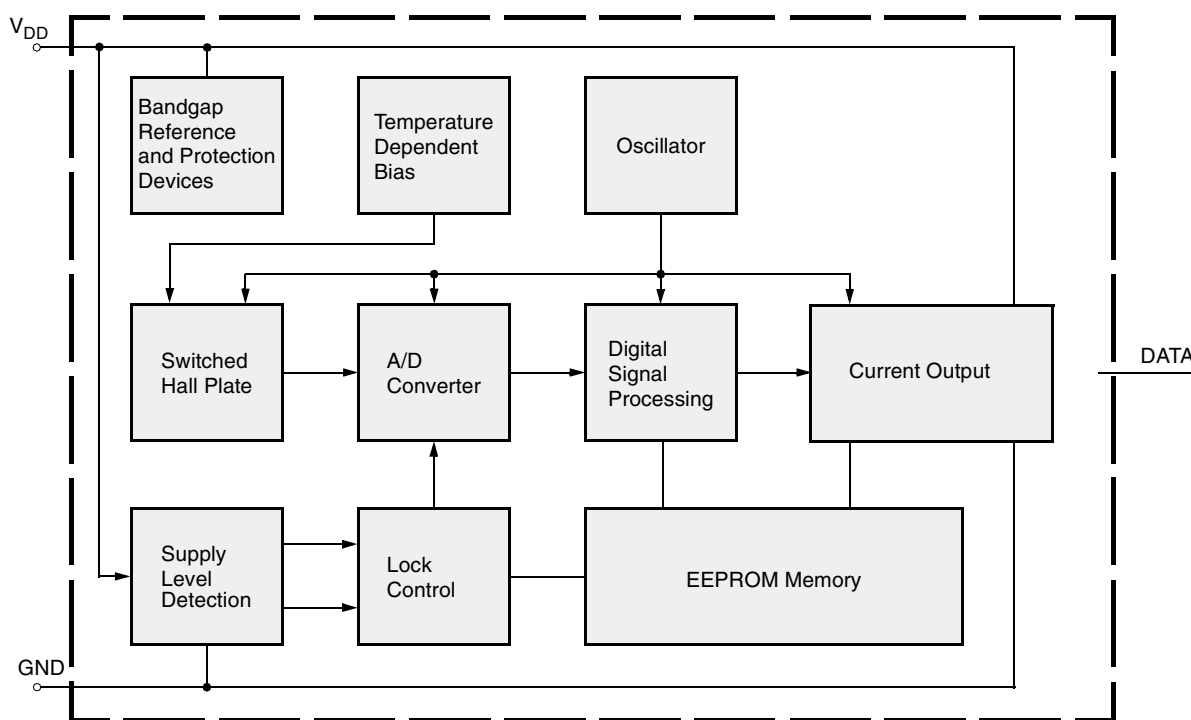 V_DD
Bandgap
Reference
and Protection
Devices
Temperature
Dependent
Bias
Oscillator
Switched
Hall Plate
A/D
Converter
Digital
Signal
Processing
Current Output
DATA
Supply
Level
Detection
Lock
Control
EEPROM Memory
GND